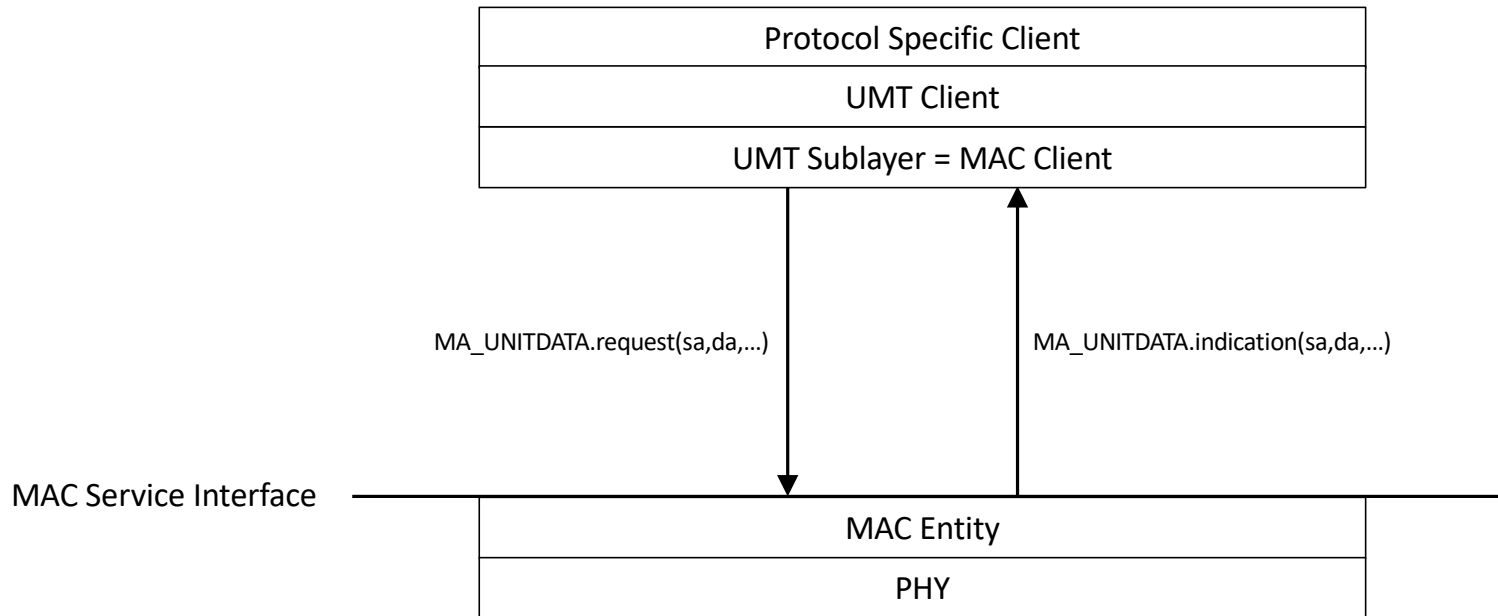 Protocol Specific Client
UMT Client
UMT Sublayer = MAC Client
MA_UNITDATA.request(sa,da,...)
MA_UNITDATA.indication(sa,da,...)
MAC Service Interface
MAC Entity
PHY